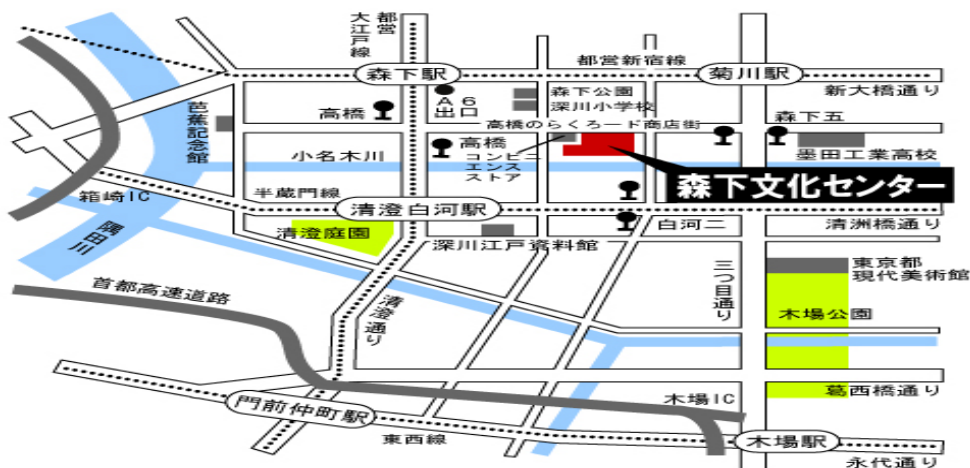 都営
大江戸線
都営新宿線
森下駅
菊川駅
新大橋通り
A6
出口
森下公園
深川小学校
高橋
芭蕉記念館
高橋のらくろード商店街
森下五
高橋
コンビニ
エンス
ストア
小名木川
墨田工業高校
森下文化センター
箱崎IC
半蔵門線
清澄白河駅
白河二
清洲橋通り
隅田川
清澄庭園
深川江戸資料館
東京都
現代美術館
三つ目通り
首都高速道路
清澄通り
木場公園
葛西橋通り
木場IC
門前仲町駅
東西線
木場駅
永代通り